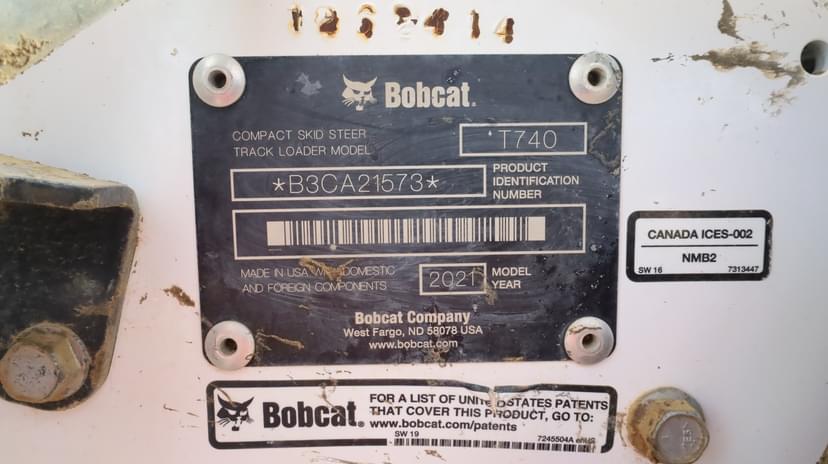 Bobcat.
COMPACT SKID STEER
TRACK LOADER MODEL
T740
*B3CA21573*
PRODUCT
IDENTIFICATION
NUMBER
MADE IN USA WITH DOMESTIC
AND FOREIGN COMPONENTS
2021
MODEL
YEAR
Bobcat Company
West Fargo, ND 58078 USA
www.bobcat.com
CANADA ICES-002
NMB2
SW 16 7313447
Bobcat.
FOR A LIST OF UNITED STATES PATENTS
THAT COVER THIS PRODUCT, GO TO:
www.bobcat.com/patents
SW 19 7245504A enUS